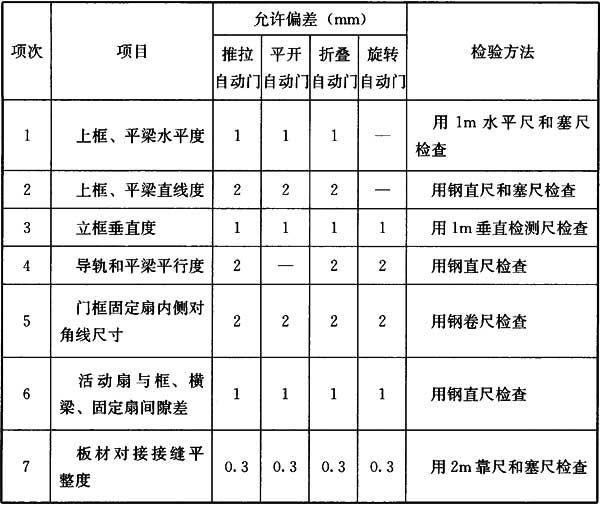 项次
项目
允许偏差（mm）
检验方法
推拉
自动门
平开
自动门
折叠
自动门
旋转
自动门
1
上框、平梁水平度
1
1
1
—
用 1m 水平尺和塞尺
检查
2
上框、平梁直线度
2
2
2
—
用钢直尺和塞尺检查
3
立框垂直度
1
1
1
1
用 1m 垂直检测尺检查
4
导轨和平梁平行度
2
—
2
2
用钢直尺检查
5
门框固定扇内侧对
角线尺寸
2
2
2
2
用钢卷尺检查
6
活动扇与框、横
梁、固定扇间隙差
1
1
1
1
用钢直尺检查
7
板材对接接缝平
整度
0.3
0.3
0.3
0.3
用 2m 靠尺和塞尺检查